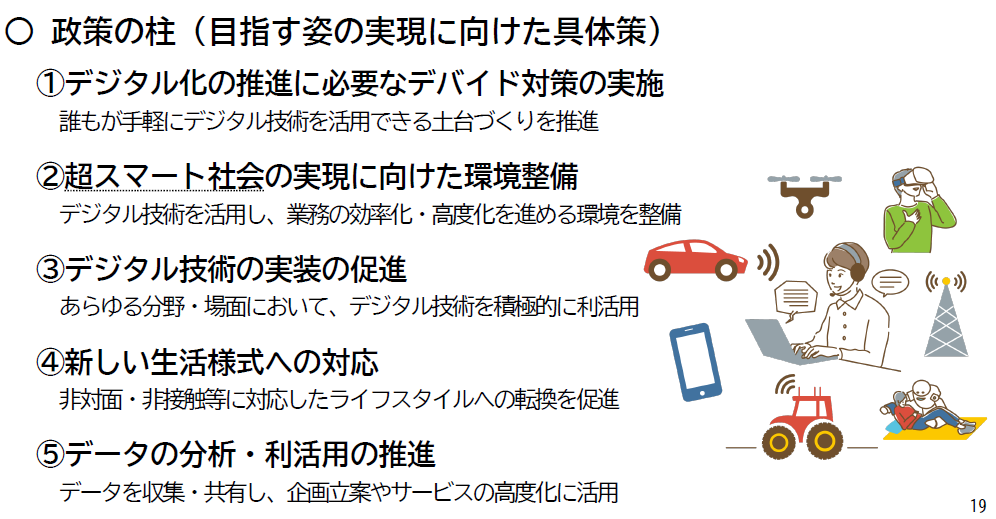 ○ 政策の柱（目指す姿の実現に向けた具体策）
①デジタル化の推進に必要なデバイド対策の実施
誰もが手軽にデジタル技術を活用できる土台づくりを推進
②超スマート社会の実現に向けた環境整備
デジタル技術を活用し、業務の効率化・高度化を進める環境を整備
③デジタル技術の実装の促進
あらゆる分野・場面において、デジタル技術を積極的に利活用
④新しい生活様式への対応
非対面・非接触等に対応したライフスタイルへの転換を促進
⑤データの分析・利活用の推進
データを収集・共有し、企画立案やサービスの高度化に活用
19